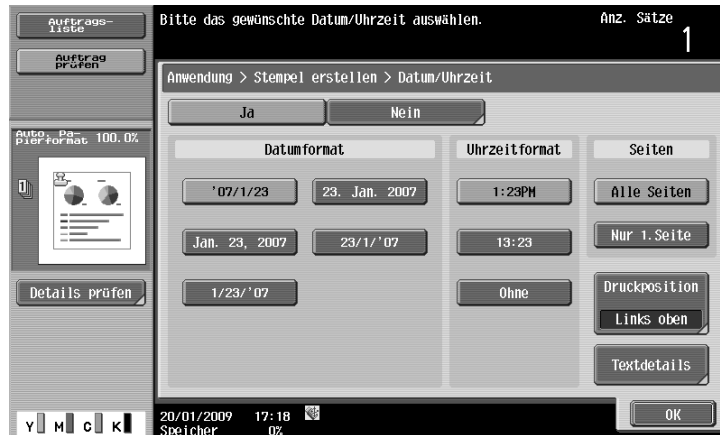 Auftrags-
liste
Auftrag
prüfen
Bitte das gewünschte Datum/Uhrzeit auswählen.
Anz. Sätze
1
Anwendung > Stempel erstellen > Datum/Uhrzeit
Ja
Nein
Auto. Pa-
pierformat 100.0%
1
Details prüfen
Datumformat
Uhrzeitformat
Seiten
'07/1/23
23. Jan. 2007
1:23PM
Alle Seiten
Jan. 23, 2007
23/1/'07
13:23
Nur 1.Seite
1/23/'07
Ohne
Druckposition
Links oben
Textdetails
Y M C K
20/01/2009 17:18
Speicher 0%
OK